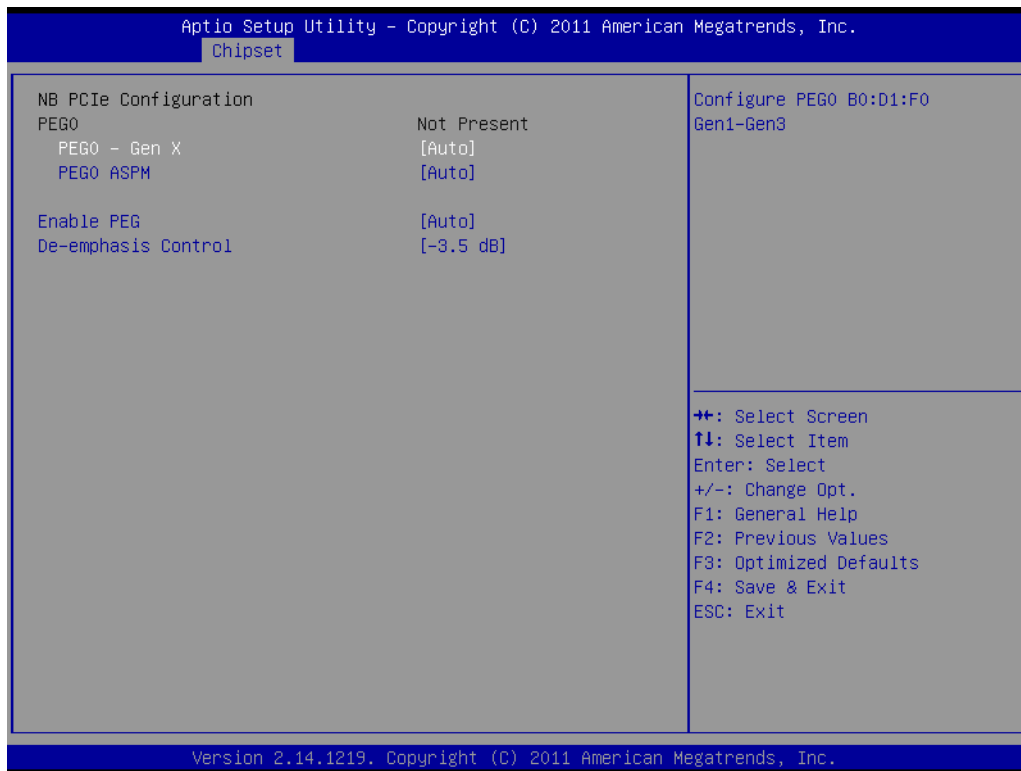 Aptio Setup Utility – Copyright (C) 2011 American Megatrends, Inc.
Chipset
NB PCIe Configuration
PEG0 Not Present
PEG0 – Gen X [Auto]
PEG0 ASPM [Auto]
Enable PEG [Auto]
De-emphasis Control [-3.5 dB]
Configure PEG0 B0:D1:F0
Gen1-Gen3
→←: Select Screen
↑↓: Select Item
Enter: Select
+/-: Change Opt.
F1: General Help
F2: Previous Values
F3: Optimized Defaults
F4: Save & Exit
ESC: Exit
Version 2.14.1219. Copyright (C) 2011 American Megatrends, Inc.